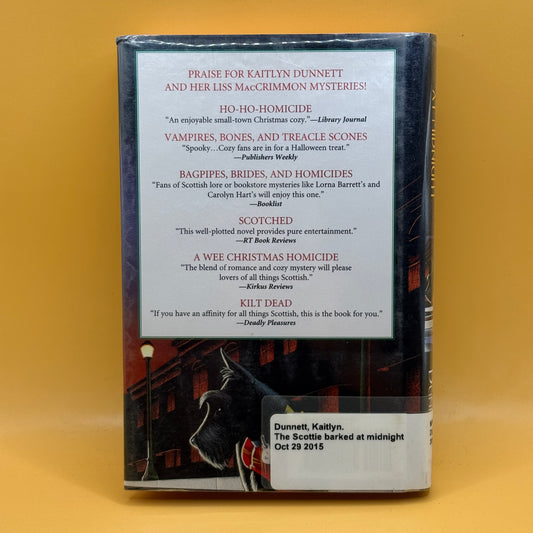 PRAISE FOR KAITLYN DUNNETT
AND HER LISS MACCRIMMON MYSTERIES!
HO-HO-HOMICIDE
“An enjoyable small-town Christmas cozy.”—Library Journal
VAMPIRES, BONES, AND TREACLE SCONES
“Spooky…Cozy fans are in for a Halloween treat.”
—Publishers Weekly
BAGPIPES, BRIDES, AND HOMICIDES
“Fans of Scottish lore or bookstore mysteries like Lorna Barrett’s and
Carolyn Hart’s will enjoy this one.”
—Booklist
SCOTCHED
“This well-plotted novel provides pure entertainment.”
—RT Book Reviews
A WEE CHRISTMAS HOMICIDE
“The blend of romance and cozy mystery will please
lovers of all things Scottish.”
—Kirkus Reviews
KILT DEAD
“If you have an affinity for all things Scottish, this is the book for you.”
—Deadly Pleasures
Dunnett, Kaitlyn.
The Scottie barked at midnight
Oct 29 2015